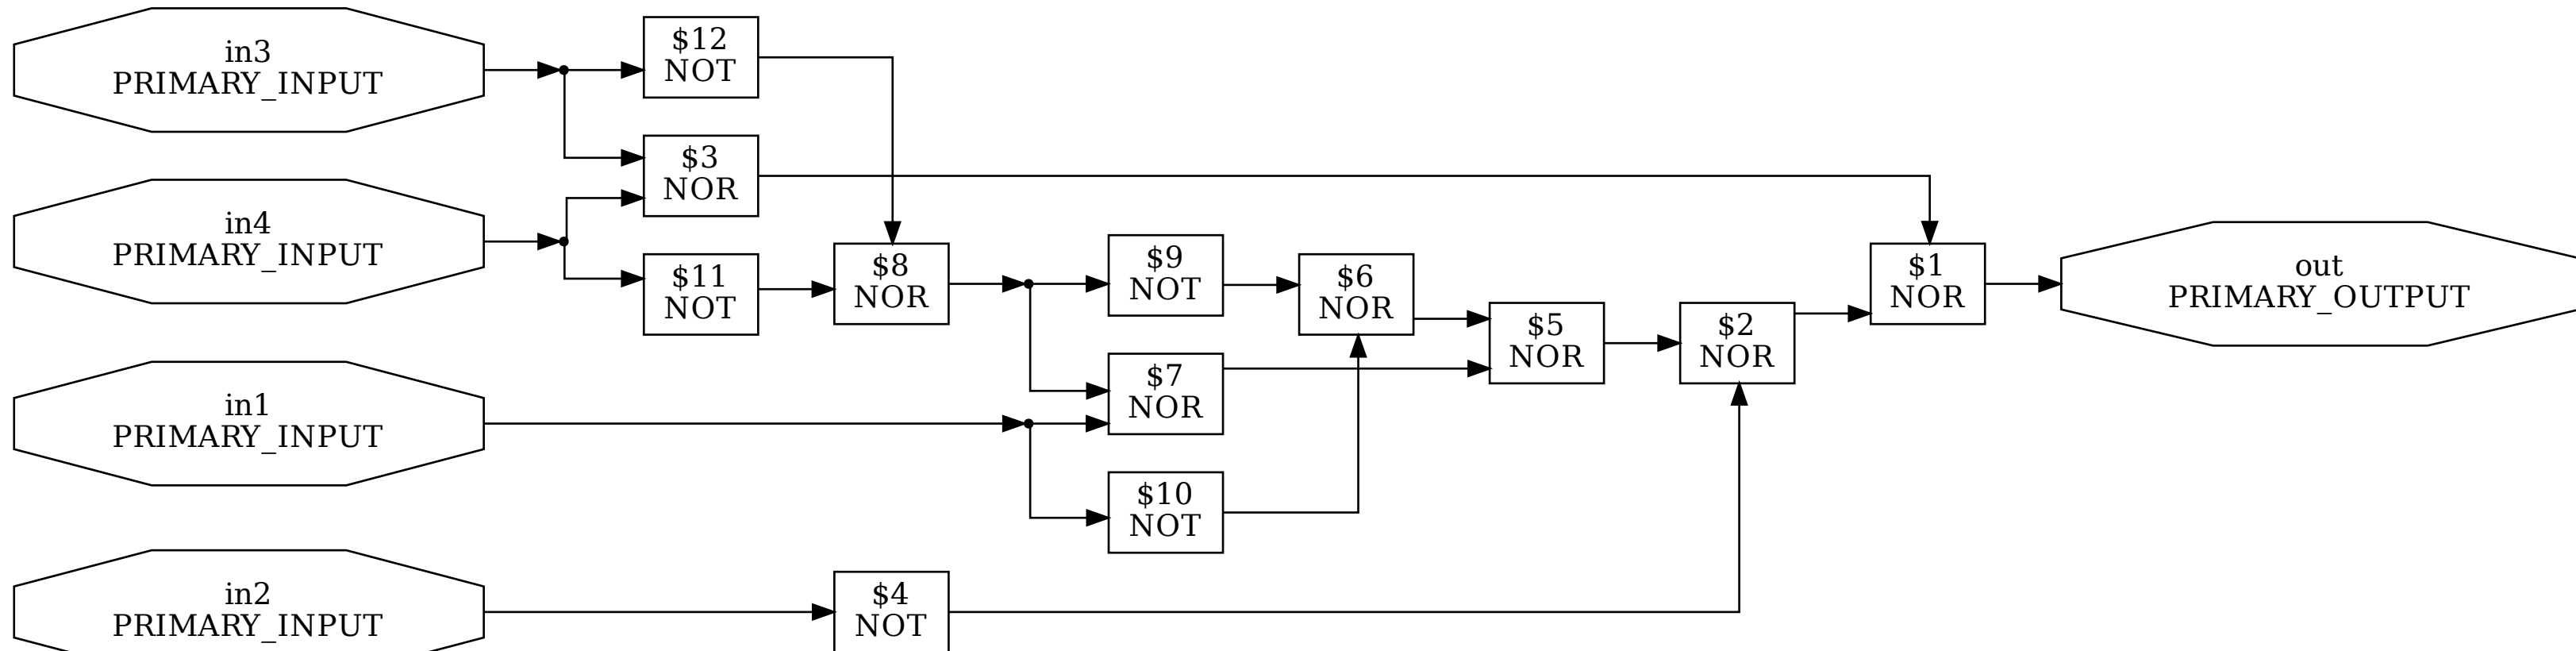 in3
PRIMARY_INPUT
$12
NOT
$3
NOR
in4
PRIMARY_INPUT
$11
NOT
$8
NOR
$9
NOT
$6
NOR
$1
NOR
out
PRIMARY_OUTPUT
$5
NOR
$2
NOR
$7
NOR
in1
PRIMARY_INPUT
$10
NOT
in2
PRIMARY_INPUT
$4
NOT